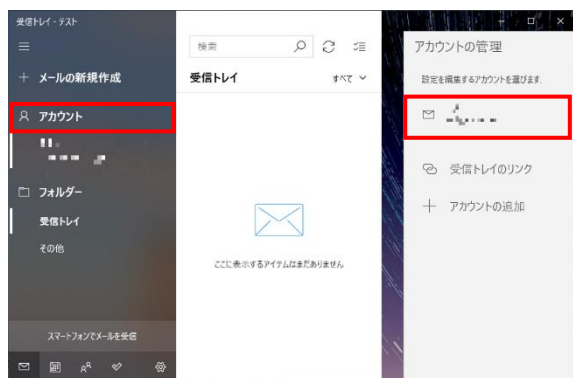 受信トレイ - テスト
＋ メールの新規作成
アカウント
フォルダー
受信トレイ
その他
スマートフォンでメールを受信
検索
受信トレイ
すべて
ここに表示するアイテムはまだありません
アカウントの管理
設定を編集するアカウントを選びます.
受信トレイのリンク
＋ アカウントの追加